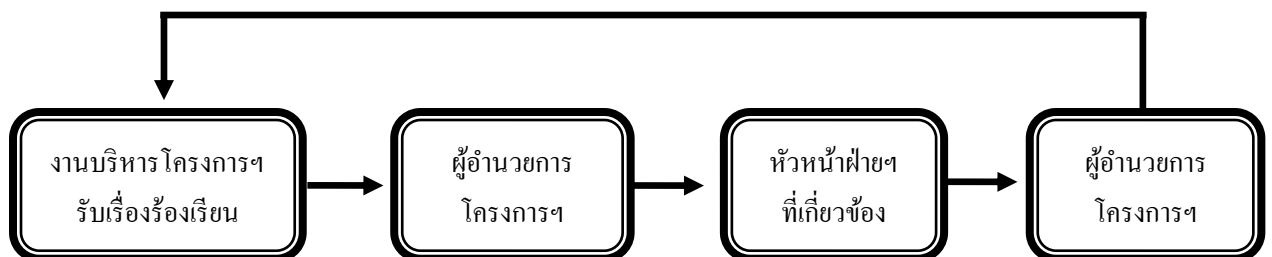 งานบริหารโครงการฯ
รับเรื่องร้องเรียน
ผู้อำนวยการ
โครงการฯ
หัวหน้าฝ่ายฯ
ที่เกี่ยวข้อง
ผู้อำนวยการ
โครงการฯ